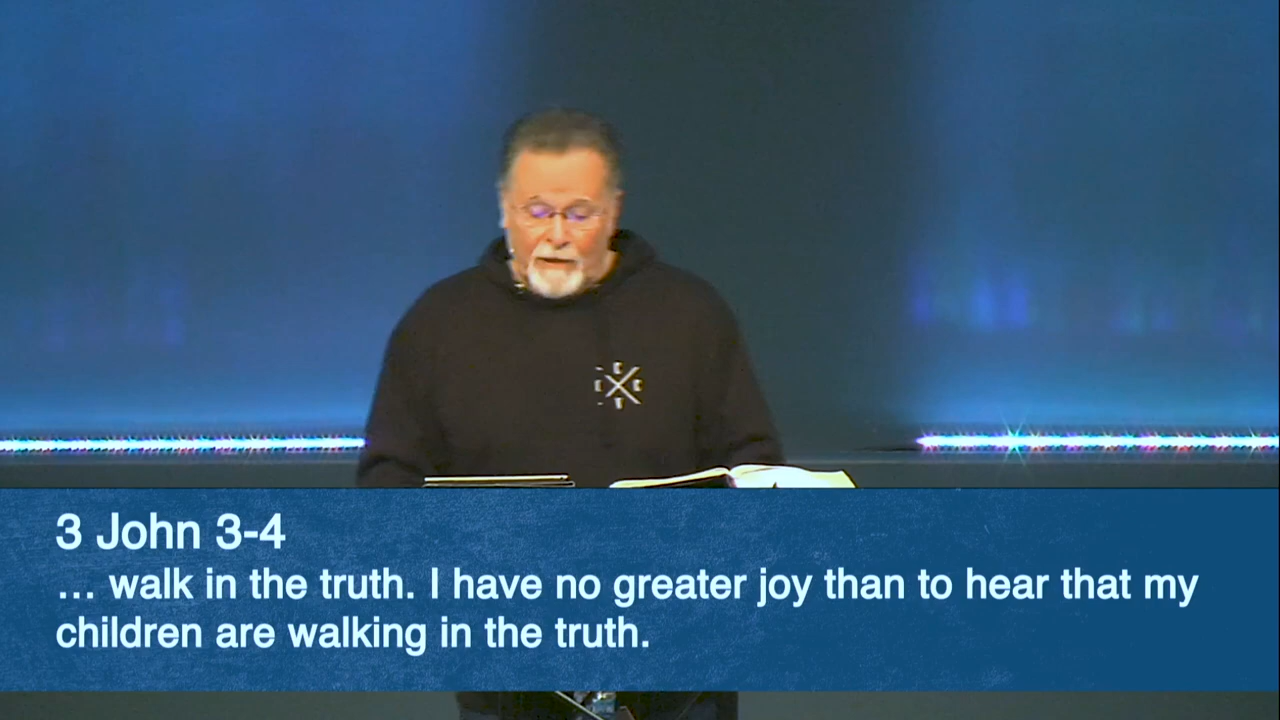 3 John 3-4
… walk in the truth. I have no greater joy than to hear that my
children are walking in the truth.